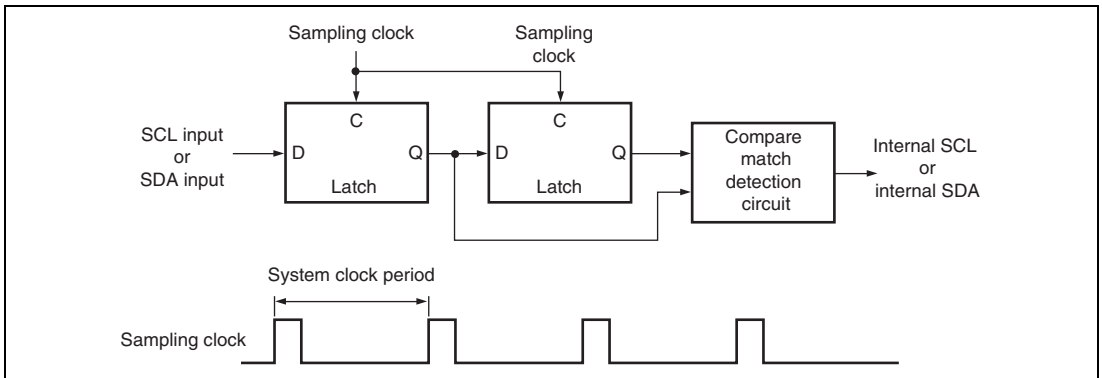 Sampling clock
Sampling
clock
C
C
SCL input
or
SDA input
D
Q
D
Q
Latch
Latch
Compare
match
detection
circuit
Internal SCL
or
internal SDA
System clock period
Sampling clock